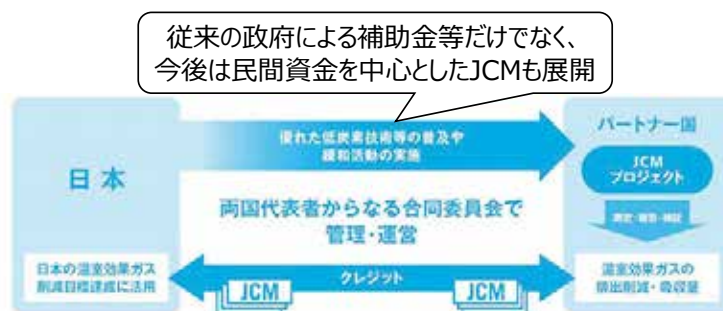 従来の政府による補助金等だけでなく、
今後は民間資金を中心としたJCMも展開
優れた低炭素技術等の普及や
緩和活動の実施
日本
パートナー国
JCM
プロジェクト
測定・報告・検証
両国代表者からなる合同委員会で
管理・運営
日本の温室効果ガス
削減目標達成に活用
クレジット
JCM
JCM
温室効果ガスの
排出削減・吸収量